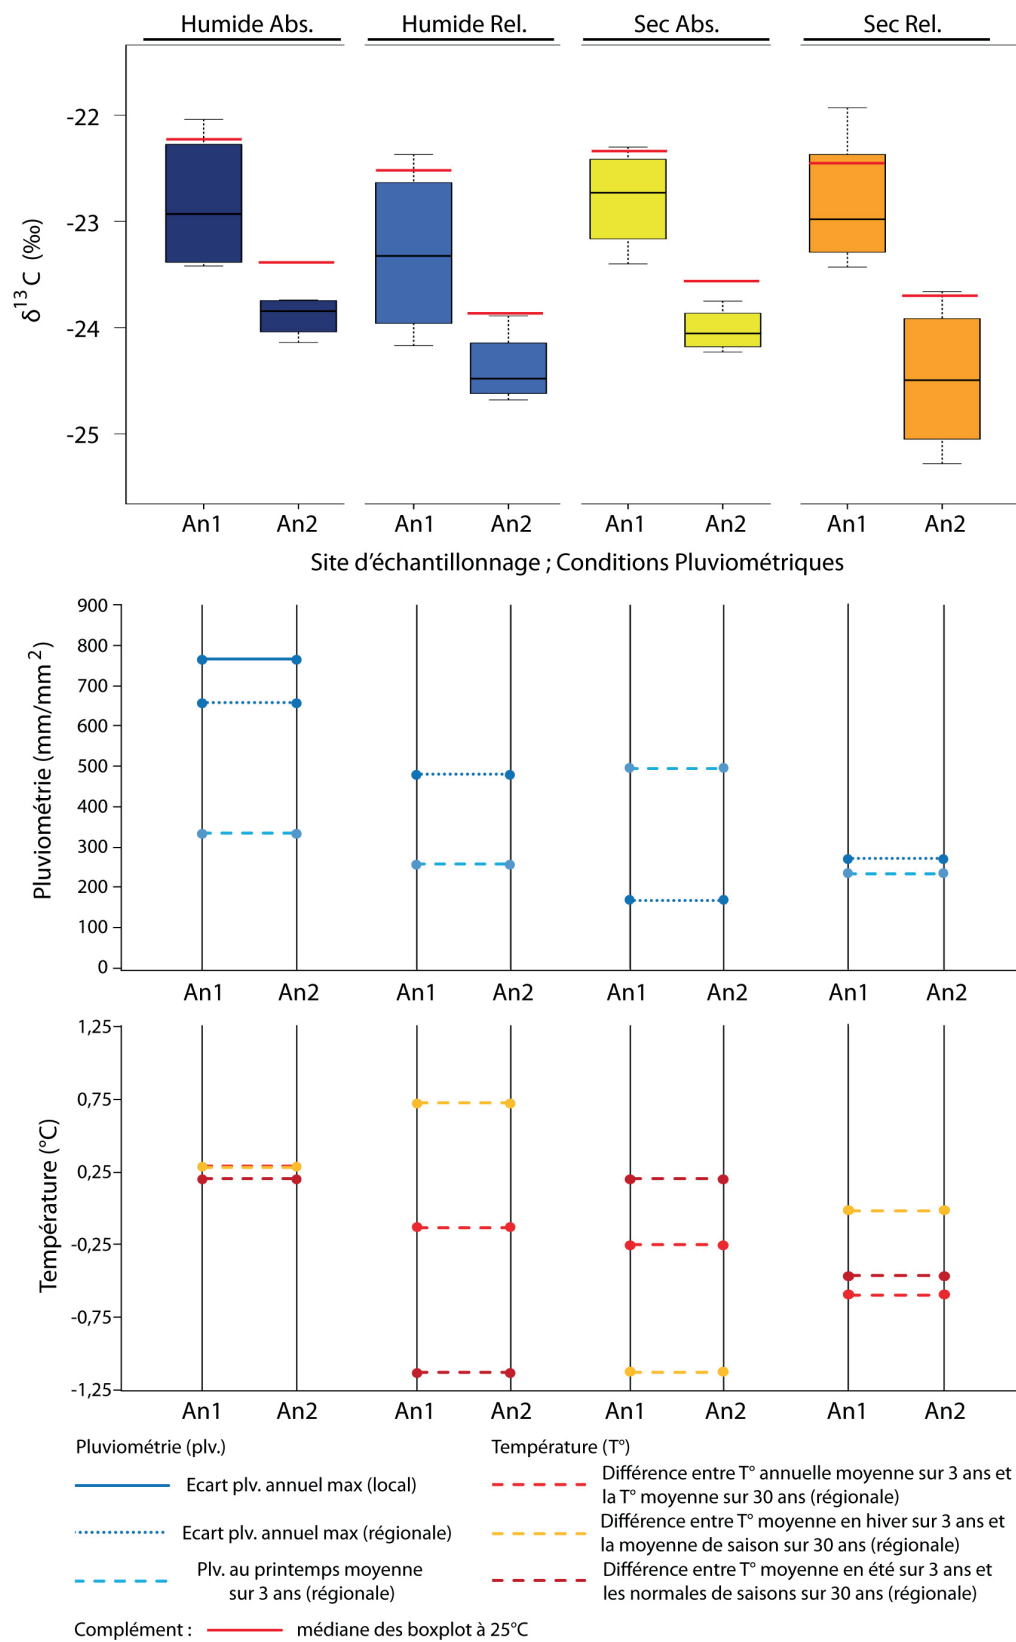 Humide Abs. Humide Rel. Sec Abs. Sec Rel.
δ13 C (‰)
-22
-23
-24
-25
An1 An2 An1 An2 An1 An2 An1 An2
Site d'échantillonnage ; Conditions Pluviométriques
Pluviométrie (mm/mm 2)
900
800
700
600
500
400
300
200
100
0
An1 An2 An1 An2 An1 An2 An1 An2
Température (°C)
1,25
0,75
0,25
-0,25
-0,75
-1,25
An1 An2 An1 An2 An1 An2 An1 An2
Pluviométrie (plv.)
Ecart plv. annuel max (local)
Ecart plv. annuel max (régionale)
Plv. au printemps moyenne
sur 3 ans (régionale)
Température (T°)
Différence entre T° annuelle moyenne sur 3 ans et
la T° moyenne sur 30 ans (régionale)
Différence entre T° moyenne en hiver sur 3 ans et
la moyenne de saison sur 30 ans (régionale)
Différence entre T° moyenne en été sur 3 ans et
les normales de saisons sur 30 ans (régionale)
Complément : médiane des boxplot à 25°C